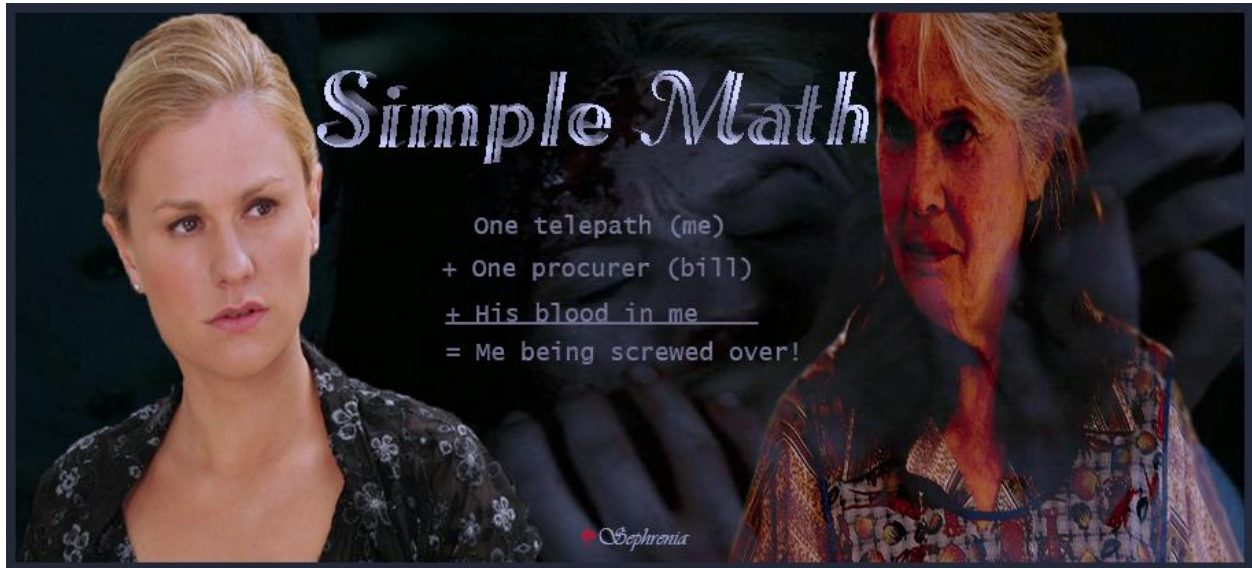 Simple Math
One telepath (me)
+ One procurer (bill)
+ His blood in me
= Me being screwed over!
Sephrenia